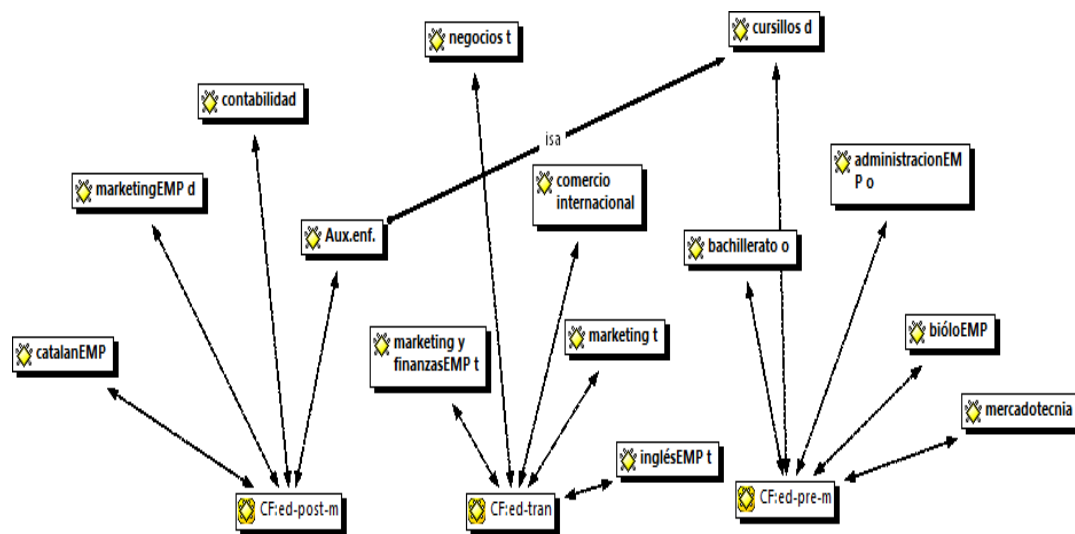 cursillos d
negocios t
contabilidad
isa
administracionEM
P o
comercio
internacional
marketingEMP d
Aux.enf.
bachillerato o
bióloEMP
marketing t
marketing y
finanzasEMP t
catalanEMP
mercadotecnia
inglésEMP t
CF:ed-post-m
CF:ed-tran
CF:ed-pre-m